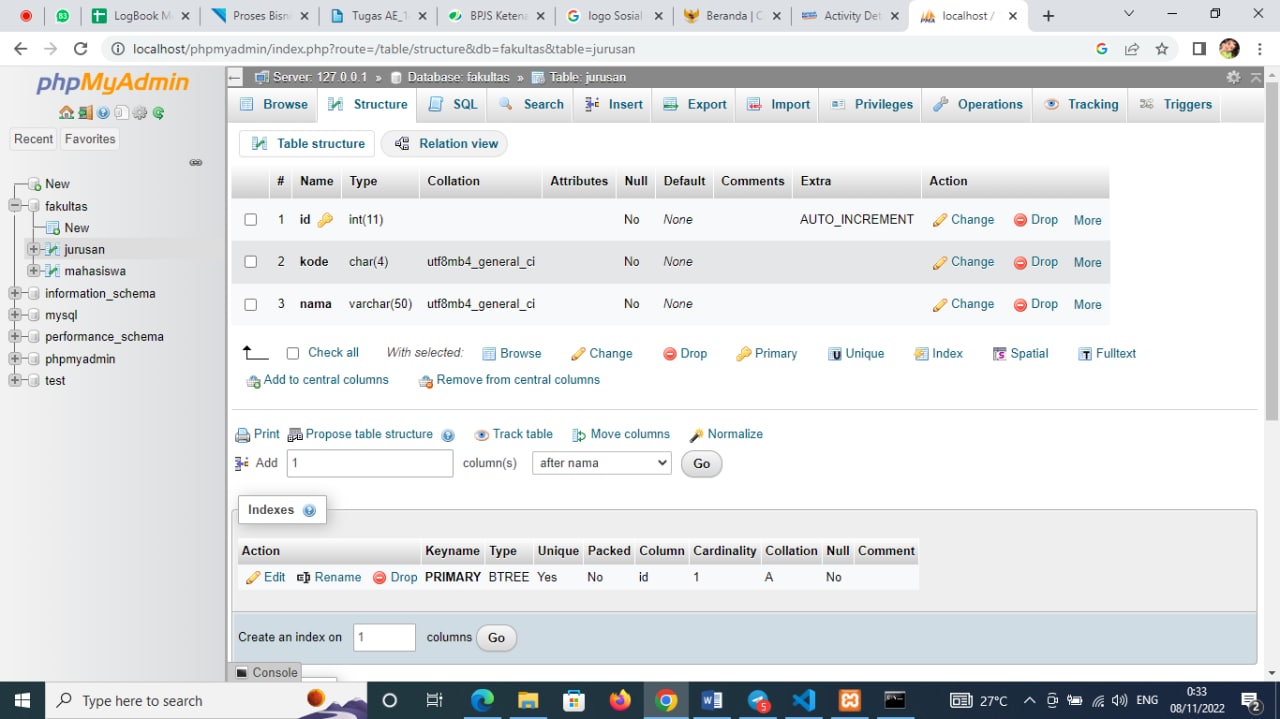 83 LogBook M Proses Bisn Tugas AE_1 BPJS Ketena logo Sosial Beranda | C Activity Det localhost /
localhost/phpmyadmin/index.php?route=/table/structure&db=fakultas&table=jurusan
phpMyAdmin
Recent Favorites
New
fakultas
New
jurusan
mahasiswa
information_schema
mysql
performance_schema
phpmyadmin
test
Server: 127.0.0.1 » Database: fakultas » Table: jurusan
Browse Structure SQL Search Insert Export Import Privileges Operations Tracking Triggers
Table structure Relation view
# Name Type Collation Attributes Null Default Comments Extra Action
1 id int(11) No None AUTO_INCREMENT Change Drop More
2 kode char(4) utf8mb4_general_ci No None Change Drop More
3 nama varchar(50) utf8mb4_general_ci No None Change Drop More
Check all With selected: Browse Change Drop Primary Unique Index Spatial Fulltext
Add to central columns Remove from central columns
Print Propose table structure Track table Move columns Normalize
Add 1 column(s) after nama Go
Indexes
Action Keyname Type Unique Packed Column Cardinality Collation Null Comment
Edit Rename Drop PRIMARY BTREE Yes No id 1 A No
Create an index on 1 columns Go
Console
Type here to search 5 27°C ENG 0:33
08/11/2022 2